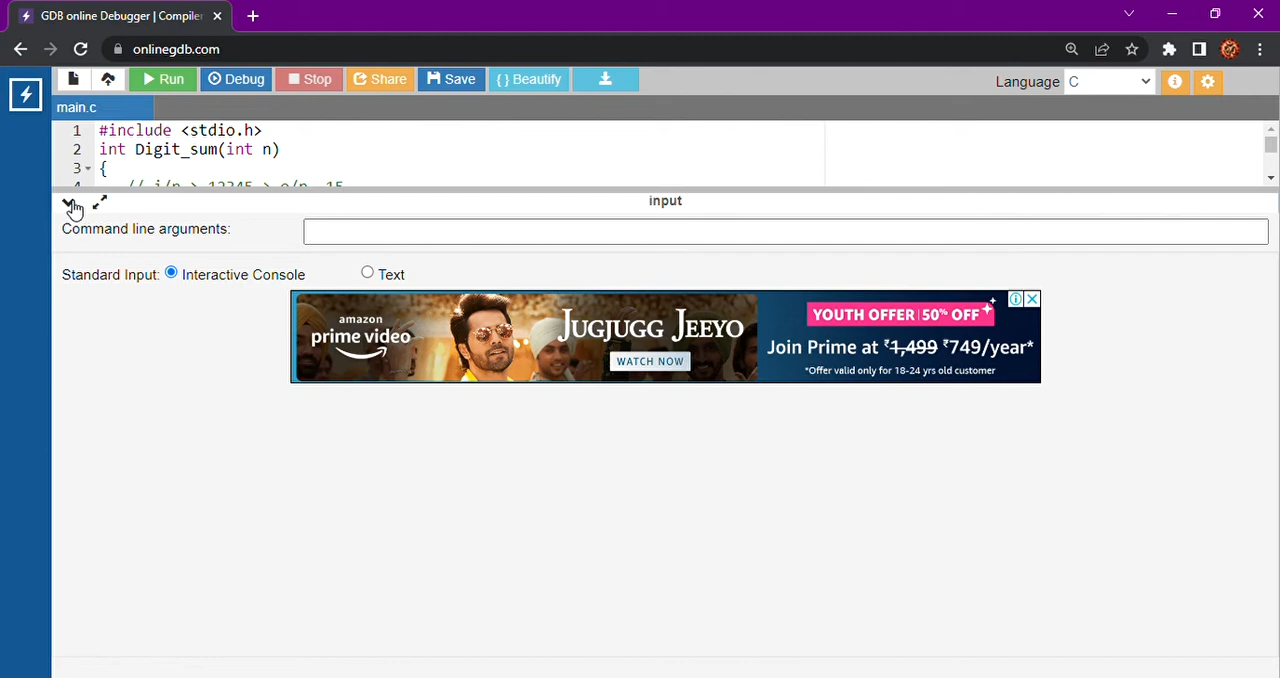 GDB online Debugger | Compiler
onlinegdb.com
Run Debug Stop Share Save { } Beautify Language C
main.c
1 #include <stdio.h>
2 int Digit_sum(int n)
3 {
4 // i/p > 12345 > o/p 15
input
Command line arguments:
Standard Input: Interactive Console Text
amazon
prime video
JUGJUGG JEEYO
WATCH NOW
YOUTH OFFER | 50% OFF
Join Prime at ₹1,499 ₹749/year*
*Offer valid only for 18-24 yrs old customer